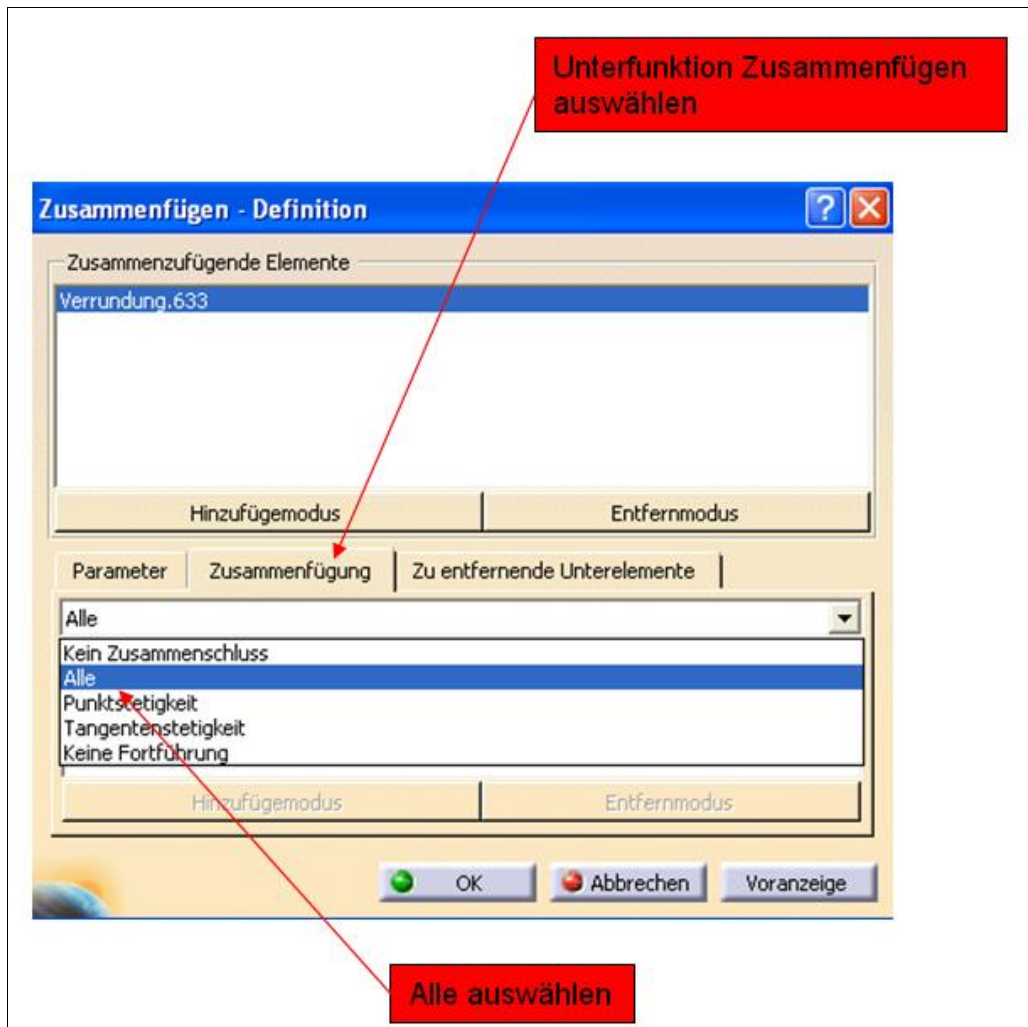 Unterfunktion Zusammenfügen
auswählen
Zusammenfügen - Definition
?
Zusammenzufügende Elemente
Verrundung.633
Hinzufügemodus
Entfernmodus
Parameter
Zusammenfügung
Zu entfernende Unterelemente
Alle
Kein Zusammenschluss
Alle
Punktstetigkeit
Tangentenstetigkeit
Keine Fortführung
Hinzufügemodus
Entfernmodus
OK
Abbrechen
Voranzeige
Alle auswählen